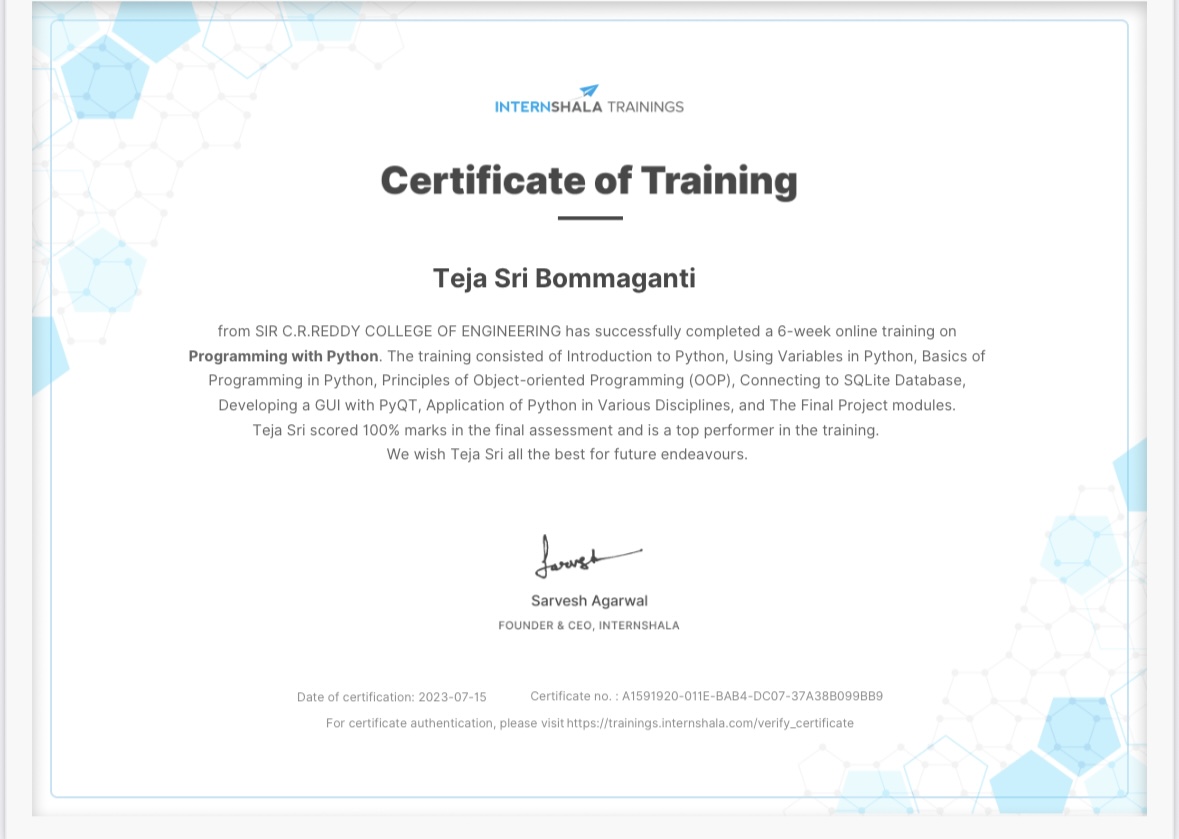 INTERNSHALA TRAININGS
Certificate of Training
Teja Sri Bommaganti
from SIR C.R.REDDY COLLEGE OF ENGINEERING has successfully completed a 6-week online training on
Programming with Python. The training consisted of Introduction to Python, Using Variables in Python, Basics of
Programming in Python, Principles of Object-oriented Programming (OOP), Connecting to SQLite Database,
Developing a GUI with PyQT, Application of Python in Various Disciplines, and The Final Project modules.
Teja Sri scored 100% marks in the final assessment and is a top performer in the training.
We wish Teja Sri all the best for future endeavours.
Sarvesh
Sarvesh Agarwal
FOUNDER & CEO, INTERNSHALA
Date of certification: 2023-07-15 Certificate no. : A1591920-011E-BAB4-DC07-37A38B099BB9
For certificate authentication, please visit https://trainings.internshala.com/verify_certificate